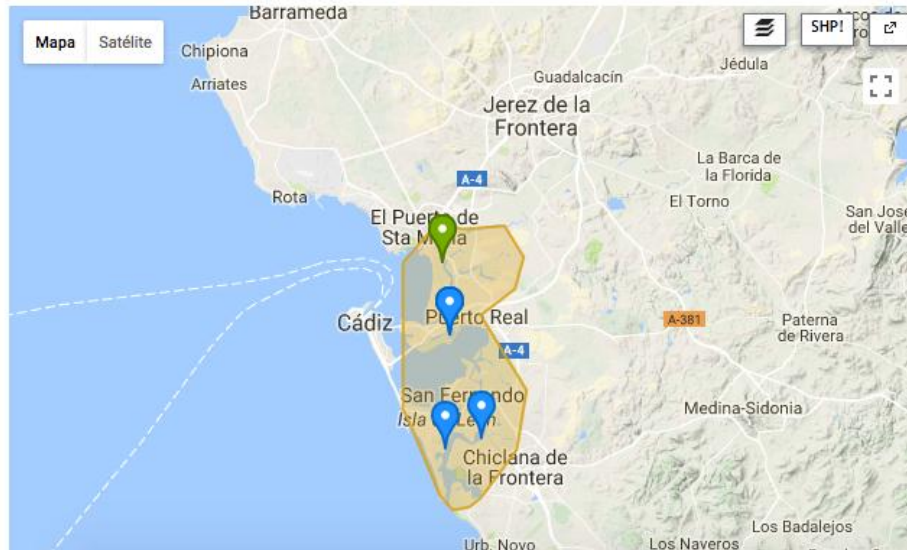 Barrameda
Mapa
Satélite
SHP!
Chipiona
Arriates
Jédula
Guadalcacín
Jerez de la
Frontera
La Barca de
la Florida
A-4
El Torno
Rota
San José
del Valle
El Puerto de
Sta María
Cádiz
Puerto Real
A-381
Paterna
de Rivera
A-4
San Fernando
Isla de León
Medina-Sidonia
Chiclana de
la Frontera
Los Badalejos
Urb. Novo
Los Naveros